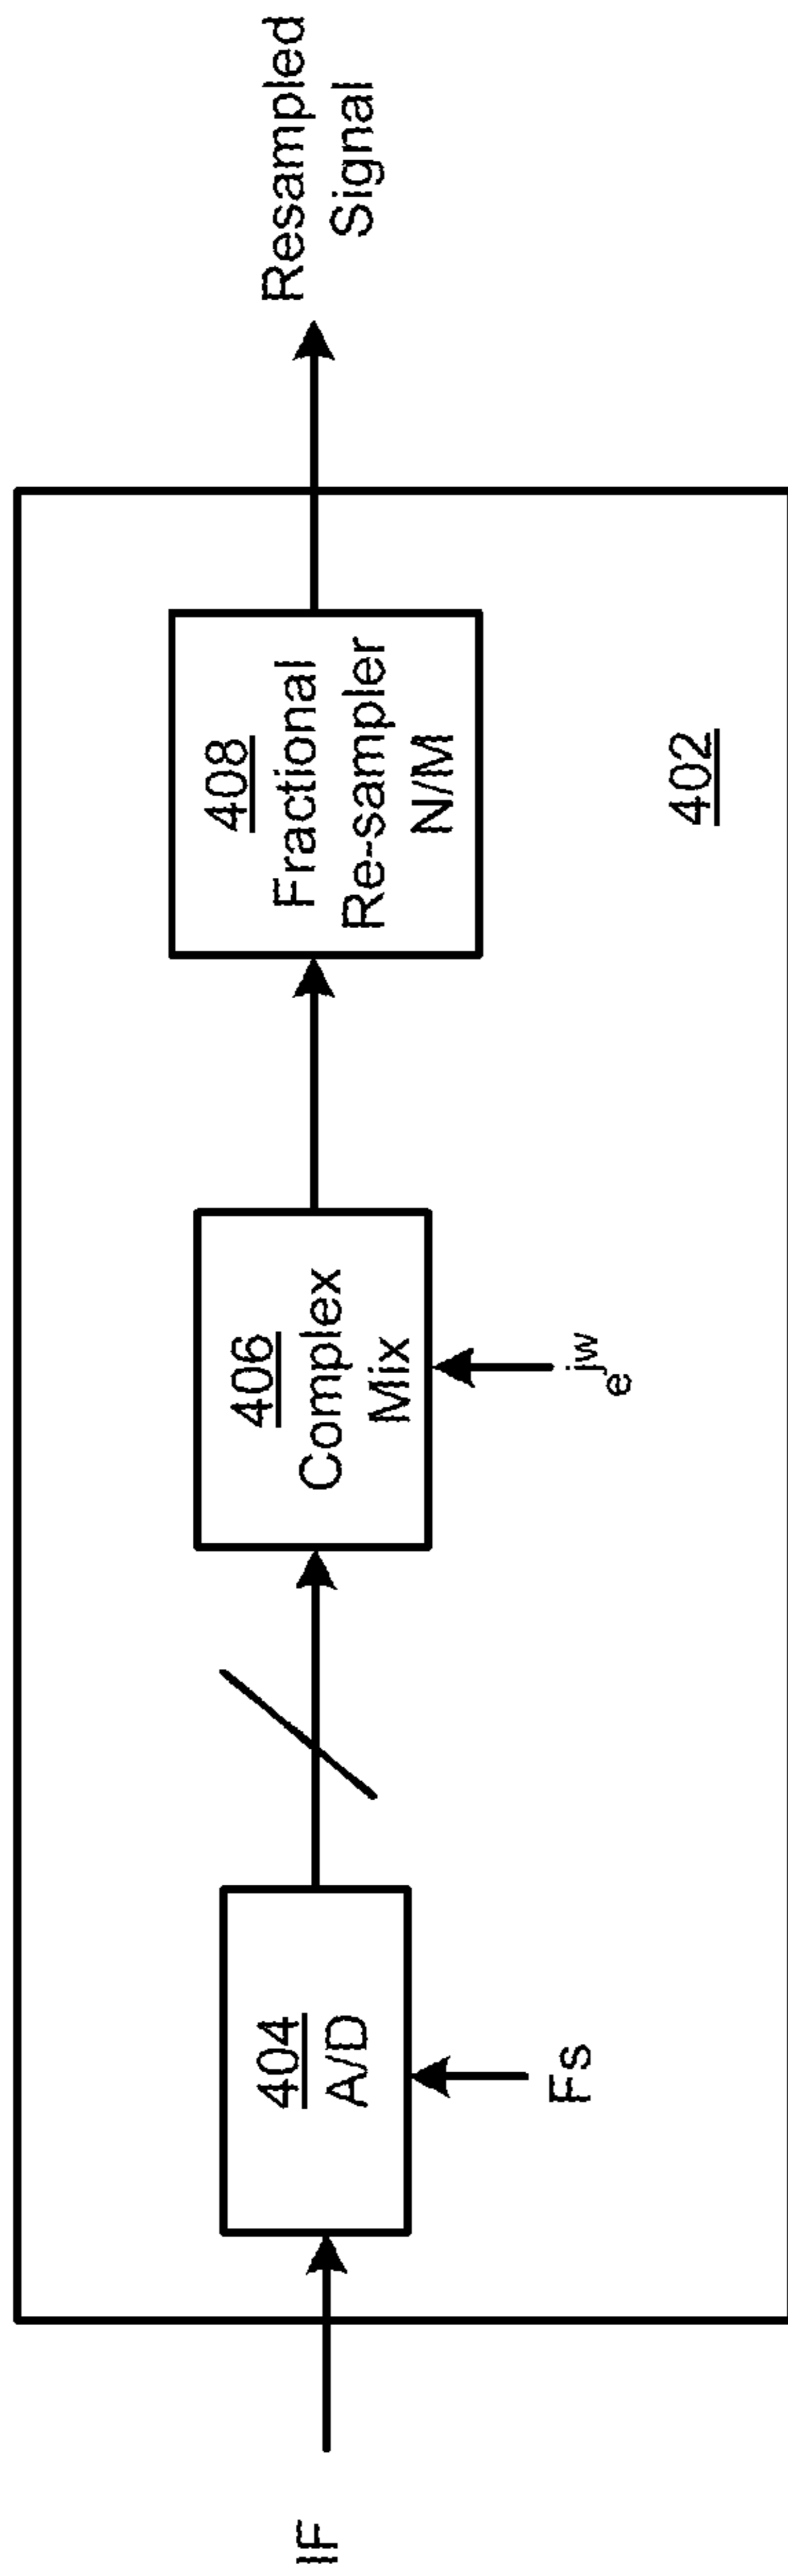 IF
404
A/D
Fs
406
Complex
Mix
e^jw
408
Fractional
Re-sampler
N/M
402
Resampled
Signal